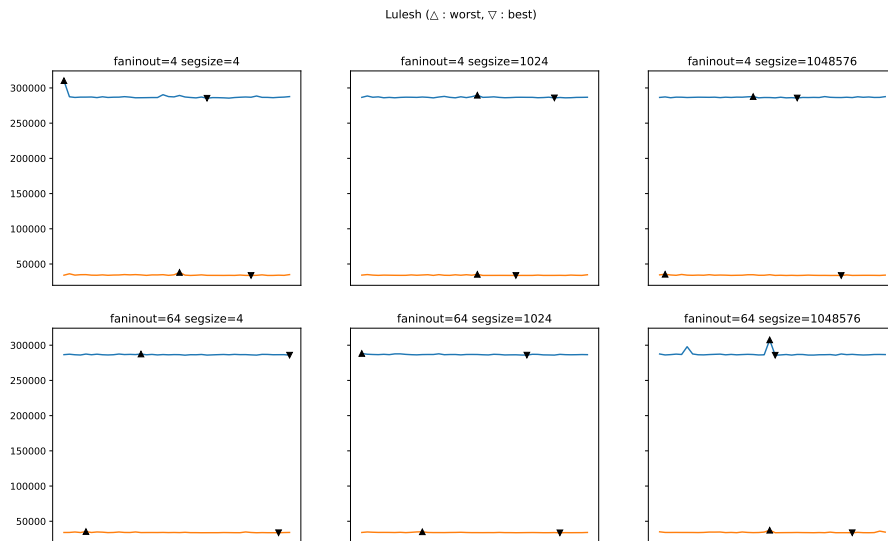 Lulesh (△ : worst, ▽ : best)
faninout=4 segsize=4
faninout=4 segsize=1024
faninout=4 segsize=1048576
300000
250000
200000
150000
100000
50000
faninout=64 segsize=4
faninout=64 segsize=1024
faninout=64 segsize=1048576
300000
250000
200000
150000
100000
50000